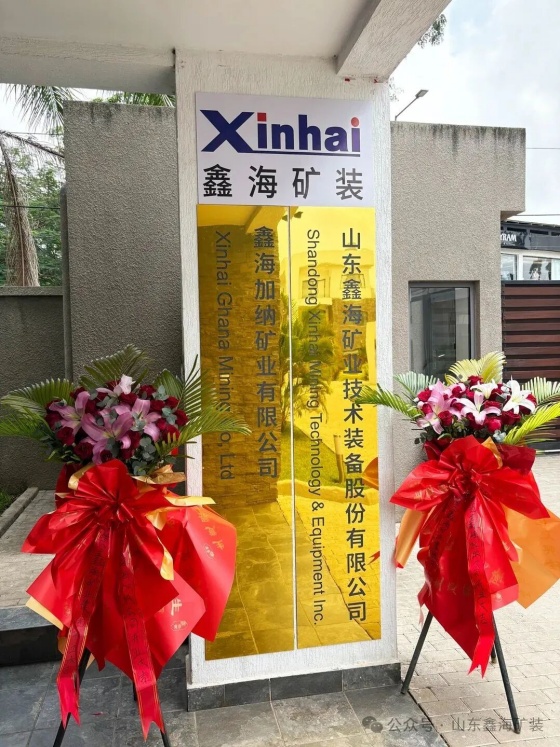 Xinhai
鑫海矿装
山东鑫海矿业技术装备股份有限公司
Shandong Xinhai Mining Technology & Equipment Inc.
鑫海加纳矿业有限公司
Xinhai Ghana Mining Co., Ltd
公众号 · 山东鑫海矿装